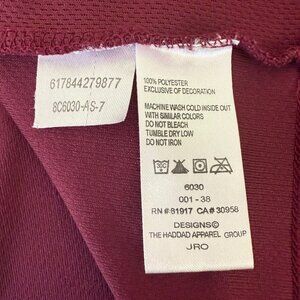 617844279877
8C6030-AS-7
100% POLYESTER
EXCLUSIVE OF DECORATION
MACHINE WASH COLD INSIDE OUT
WITH SIMILAR COLORS
DO NOT BLEACH
TUMBLE DRY LOW
DO NOT IRON
6030
001 - 38
RN # 81917 CA # 30958
DESIGNS©
THE HADDAD APPAREL GROUP
JRO